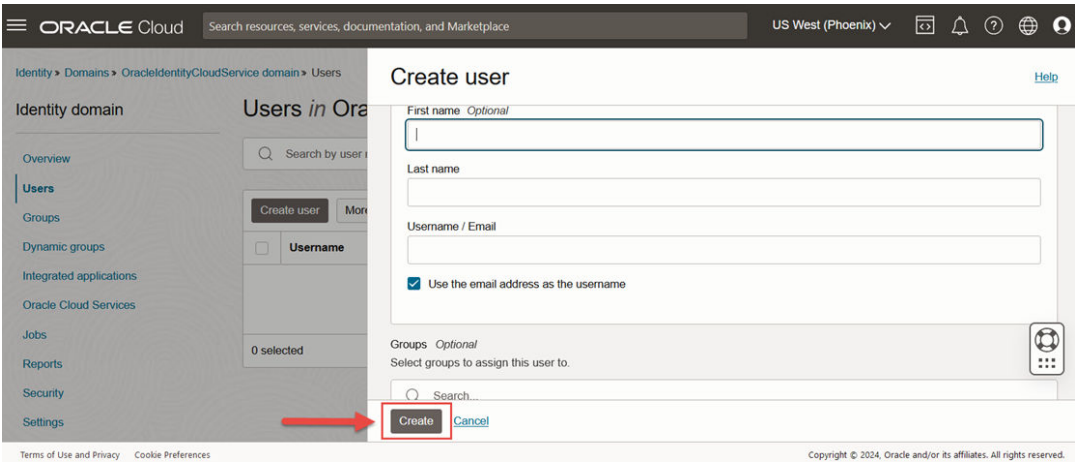 ORACLE Cloud
Search resources, services, documentation, and Marketplace
US West (Phoenix)
Identity › Domains › OracleIdentityCloudService domain › Users
Identity domain
Overview
Users
Groups
Dynamic groups
Integrated applications
Oracle Cloud Services
Jobs
Reports
Security
Settings
Users in Ora
Search by user
Create user More
Username
0 selected
Create user
Help
First name Optional
Last name
Username / Email
Use the email address as the username
Groups Optional
Select groups to assign this user to.
Search...
Create Cancel
Terms of Use and Privacy Cookie Preferences
Copyright © 2024, Oracle and/or its affiliates. All rights reserved.